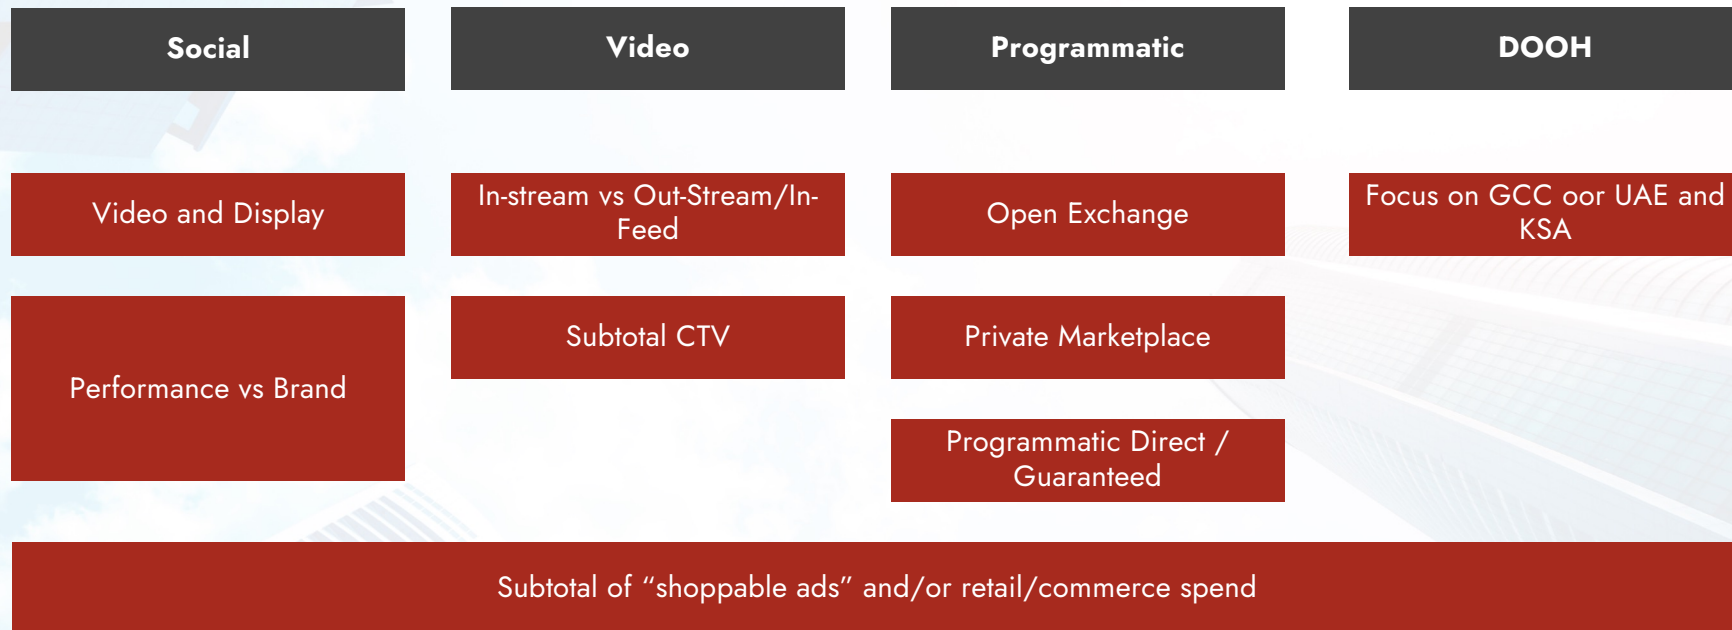 Social
Video
Programmatic
DOOH
Video and Display
In-stream vs Out-Stream/In-
Feed
Open Exchange
Focus on GCC oor UAE and
KSA
Performance vs Brand
Subtotal CTV
Private Marketplace
Programmatic Direct /
Guaranteed
Subtotal of “shoppable ads” and/or retail/commerce spend